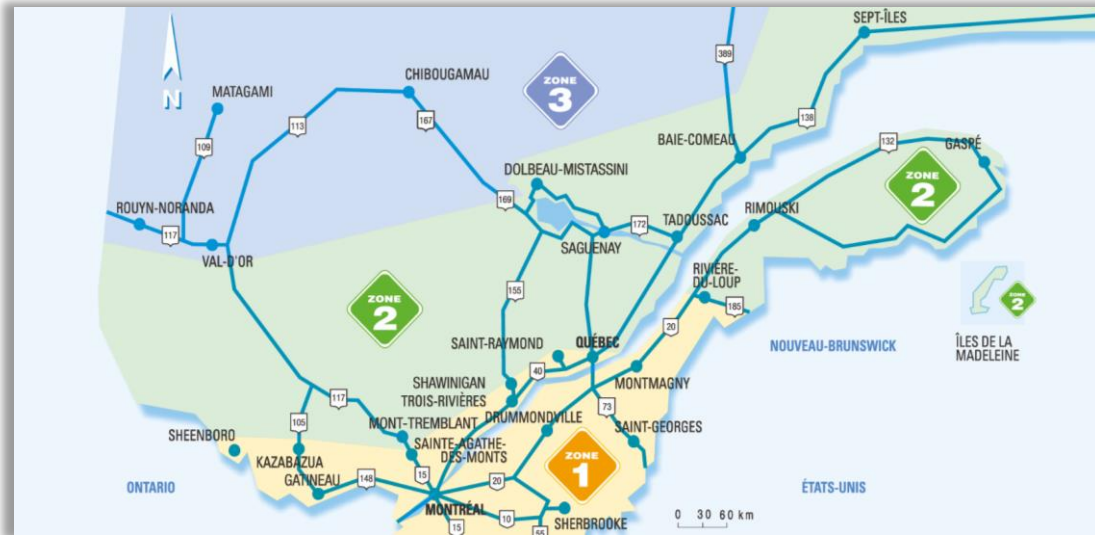 SEPT-ÎLES
389
CHIBOUGAMAU
ZONE
3
N
MATAGAMI
113
167
138
109
BAIE-COMEAU
132
GASPÉ
DOLBEAU-MISTASSINI
ZONE
2
ROUYN-NORANDA
169
172
TADOUSSAC
RIMOUSKI
117
SAGUENAY
VAL-D'OR
RIVIÈRE-
DU-LOUP
155
185
ZONE
2
ZONE
2
20
ÎLES DE LA
MADELEINE
SAINT-RAYMOND
QUÉBEC
NOUVEAU-BRUNSWICK
40
MONTMAGNY
SHAWINIGAN
TROIS-RIVIÈRES
117
73
105
MONT-TREMBLANT
DRUMMONDVILLE
SAINT-GEORGES
SHEENBORO
SAINTE-AGATHE-
DES-MONTS
ZONE
1
KAZABAZUA
GATINEAU
148
15
20
ONTARIO
ÉTATS-UNIS
MONTRÉAL
15
10
55
SHERBROOKE
0 30 60 km